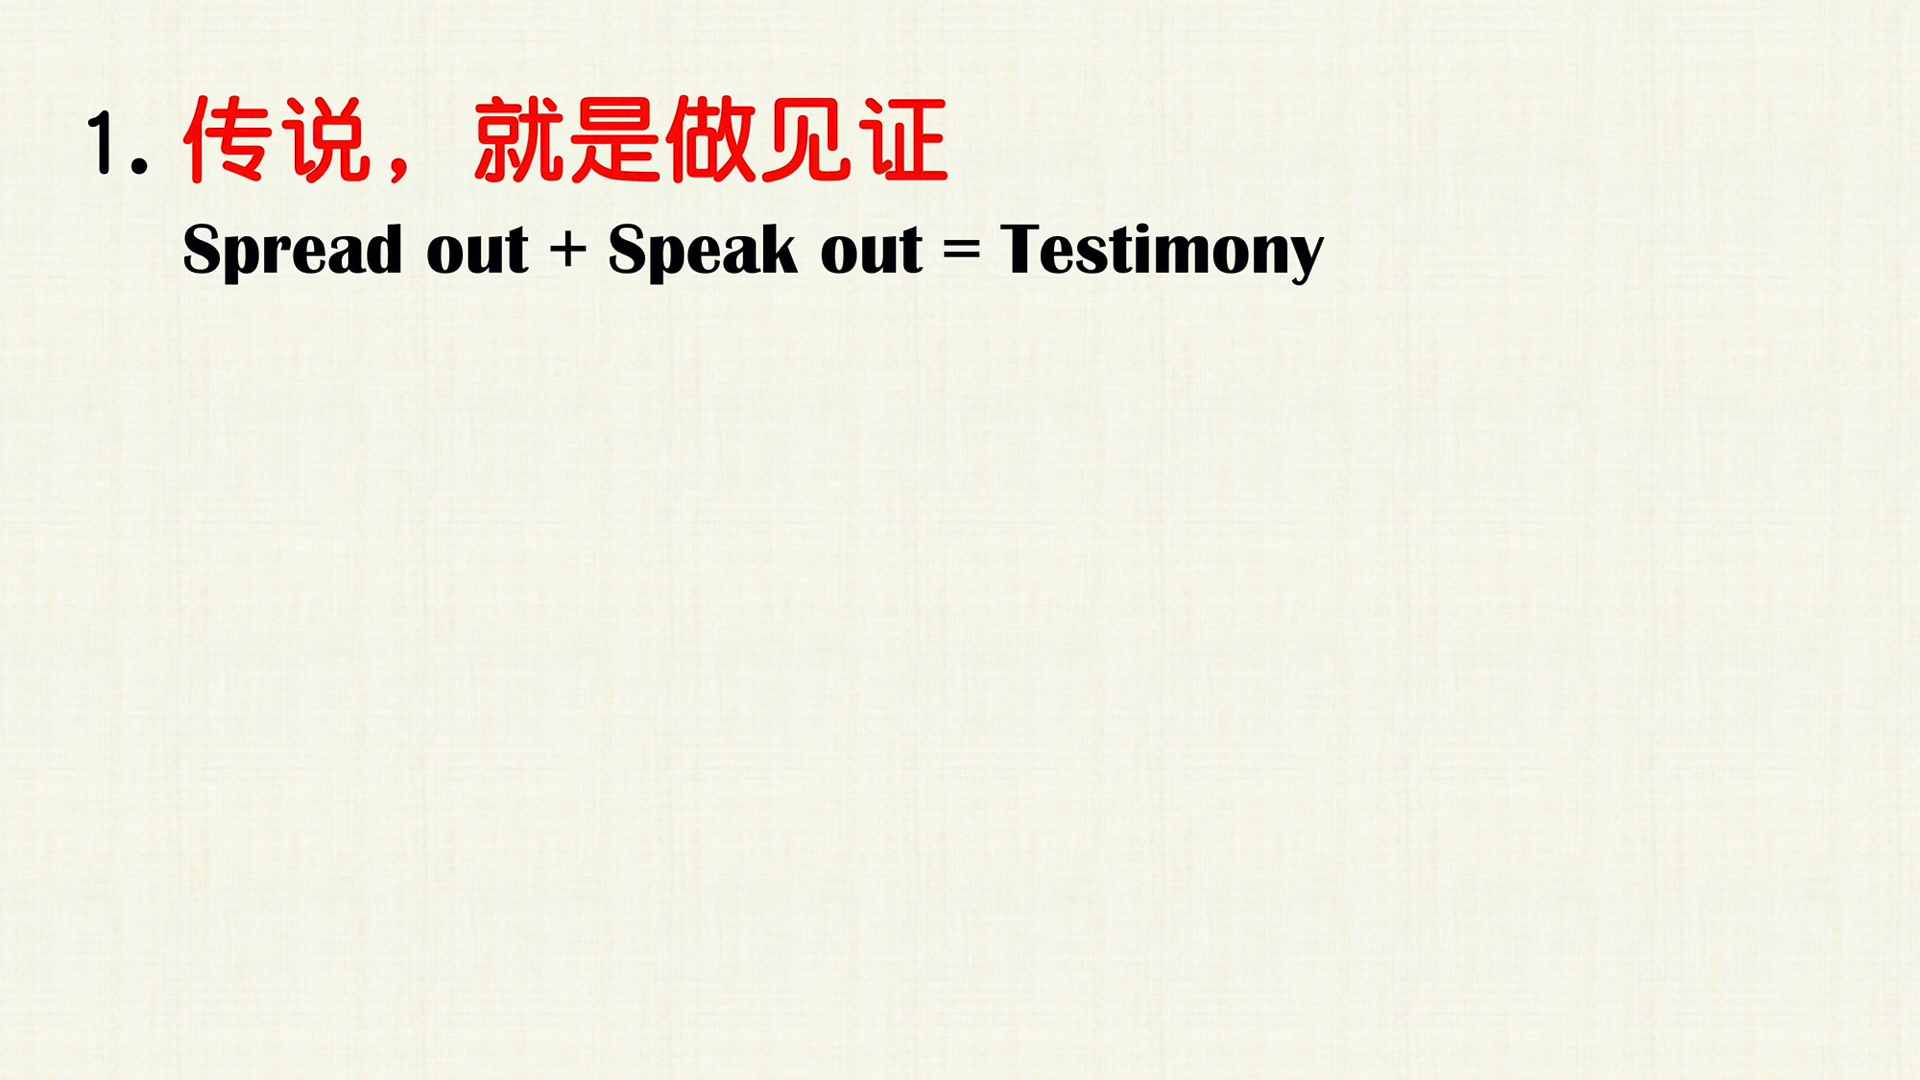 1. 传说，就是做见证
Spread out + Speak out = Testimony